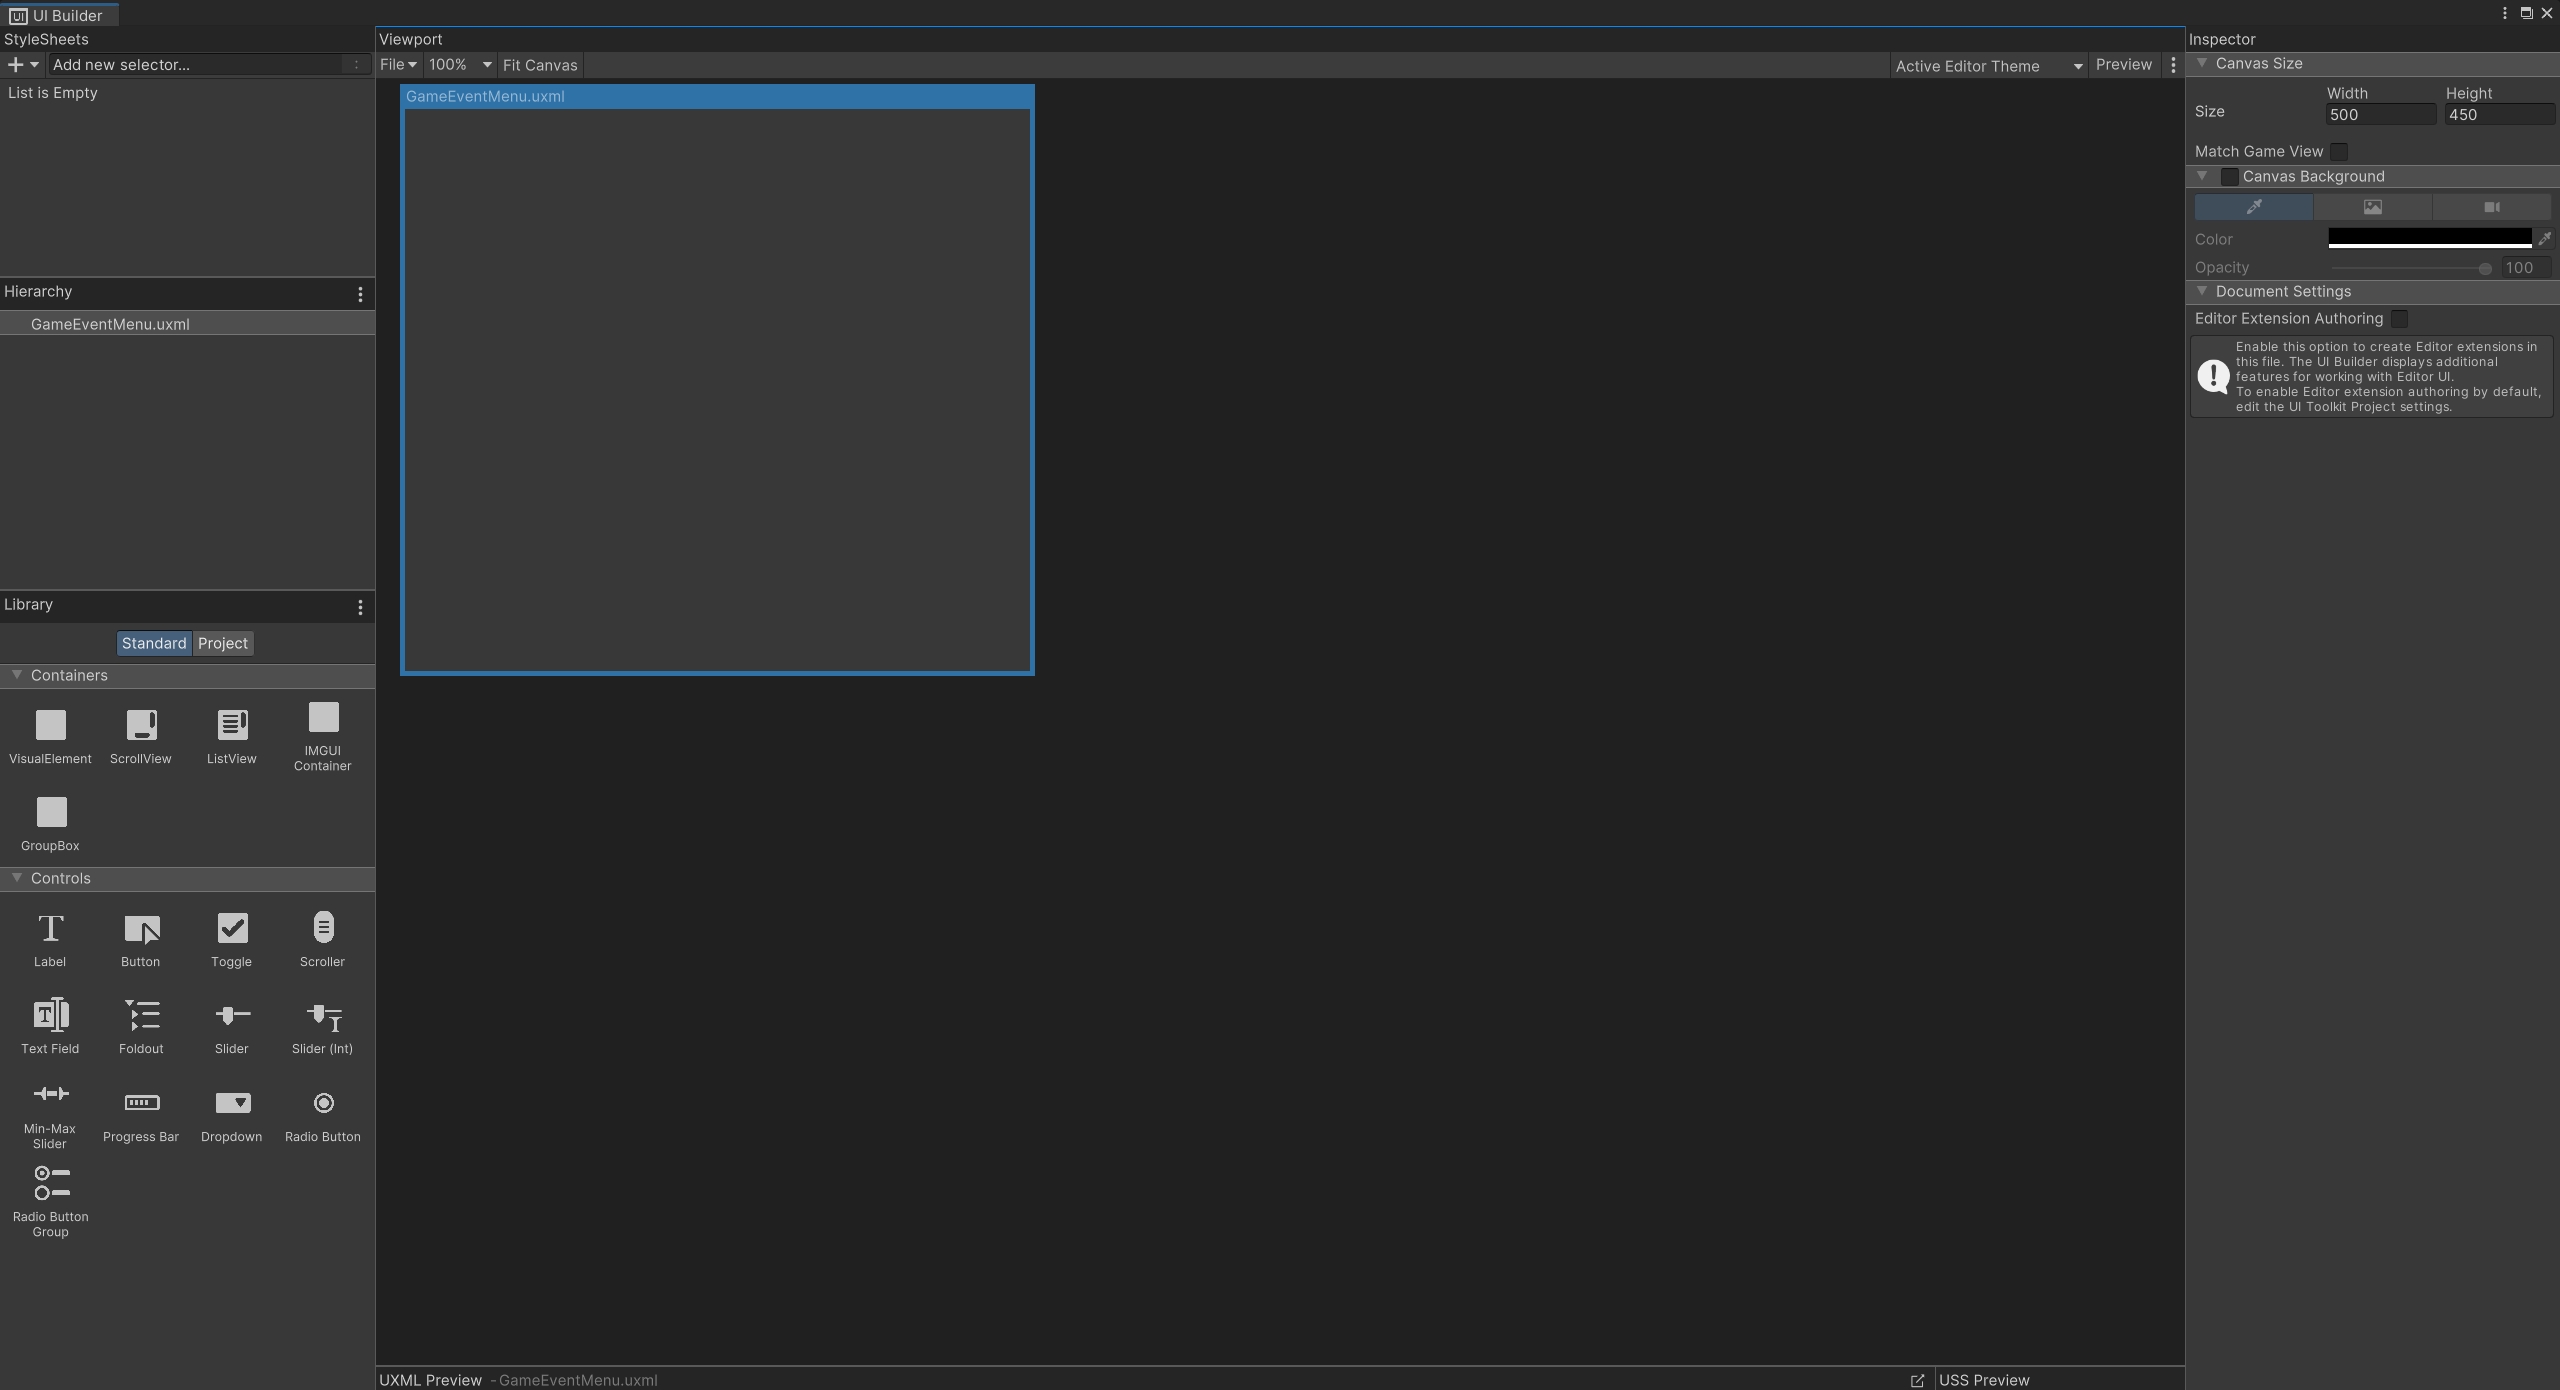 UI Builder
StyleSheets
Add new selector...
List is Empty
Hierarchy
GameEventMenu.uxml
Library
Standard Project
Containers
VisualElement ScrollView ListView IMGUI Container
GroupBox
Controls
Label Button Toggle Scroller
Text Field Foldout Slider Slider (Int)
Min-Max Slider Progress Bar Dropdown Radio Button
Radio Button Group
Viewport
File 100% Fit Canvas Active Editor Theme Preview
GameEventMenu.uxml
UXML Preview - GameEventMenu.uxml USS Preview
Inspector
Canvas Size
Width Height
Size 500 450
Match Game View
Canvas Background
Color
Opacity 100
Document Settings
Editor Extension Authoring
Enable this option to create Editor extensions in
this file. The UI Builder displays additional
features for working with Editor UI.
To enable Editor extension authoring by default,
edit the UI Toolkit Project settings.